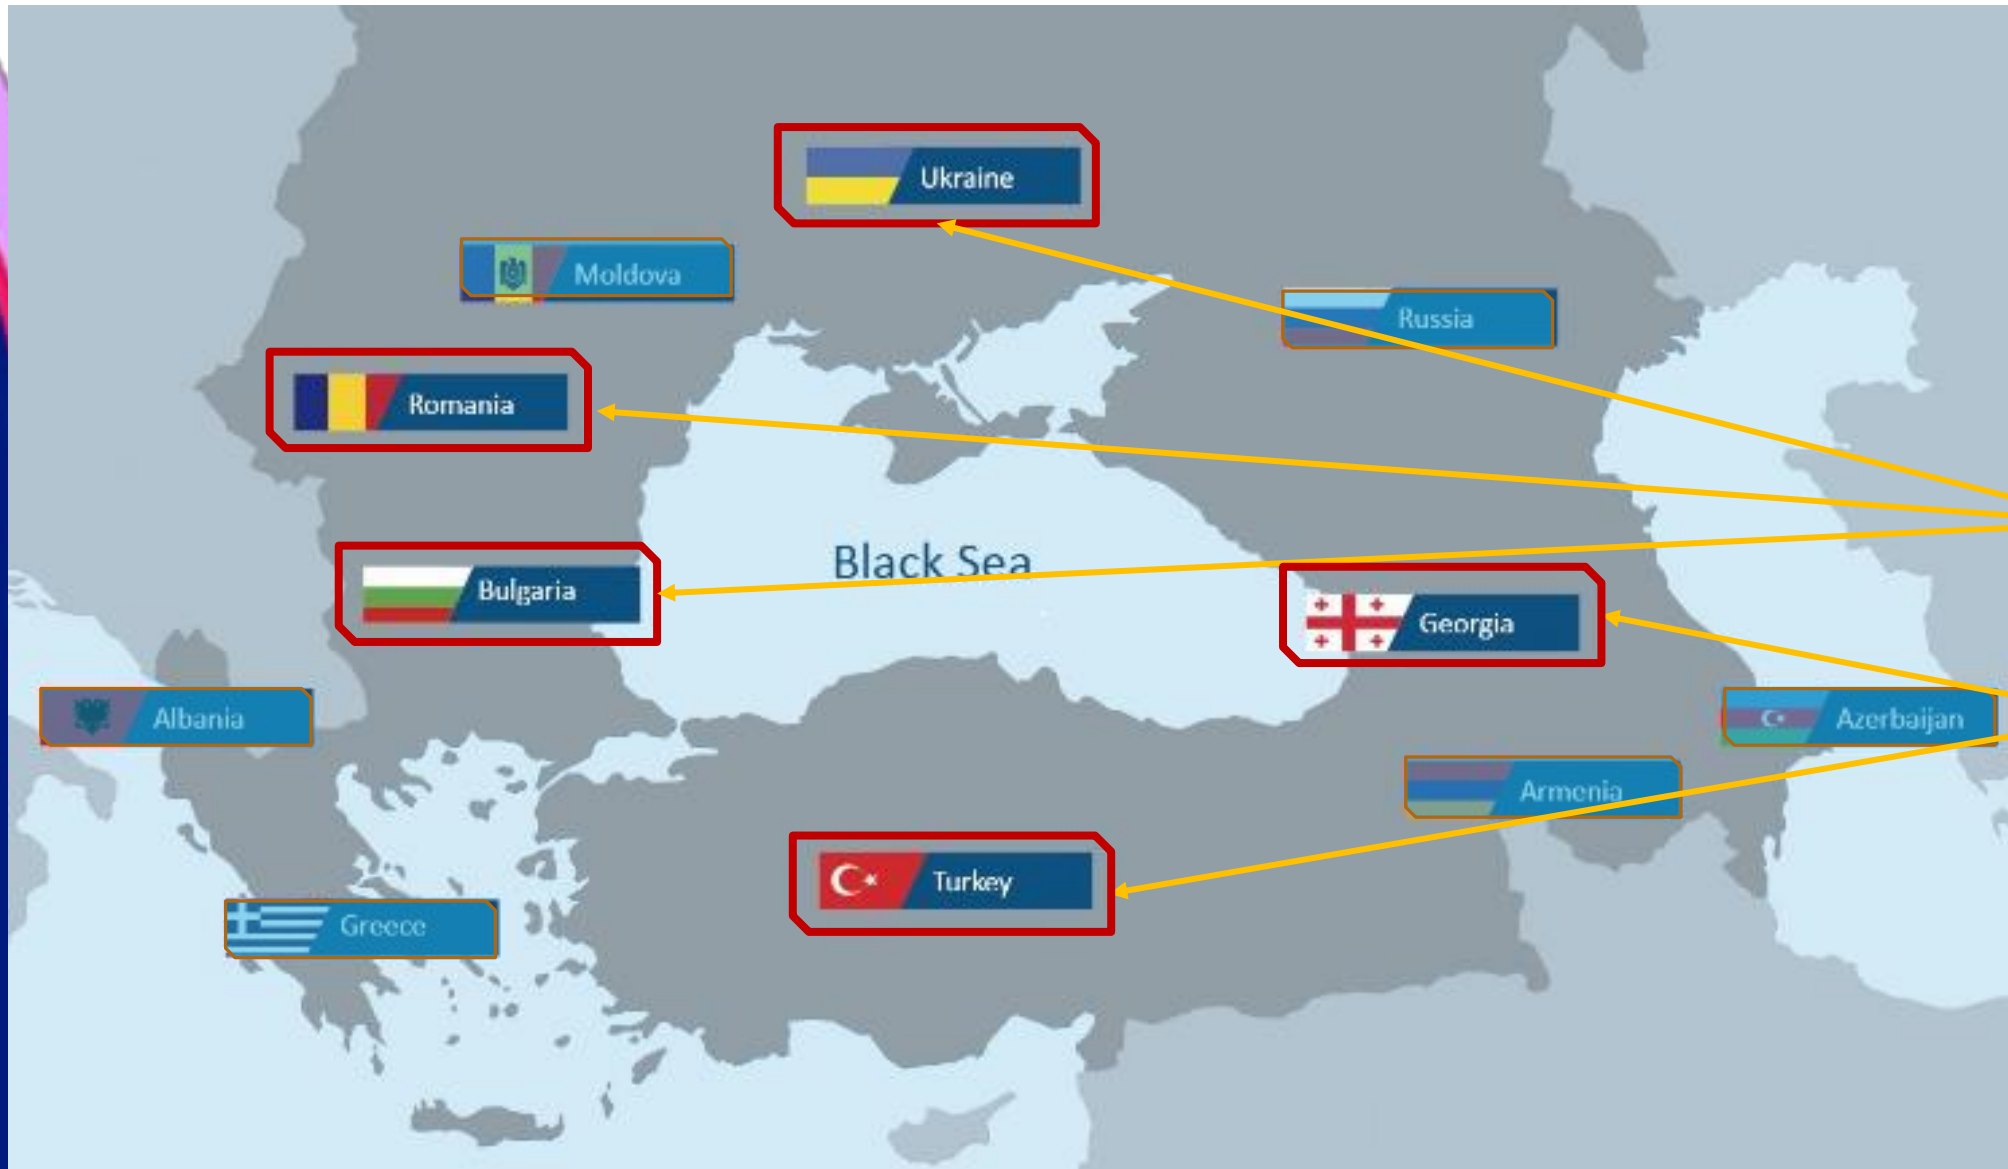 Ukraine
Moldova
Russia
Romania
Black Sea
Bulgaria
Georgia
Albania
Azerbaijan
Armenia
Turkey
Greece